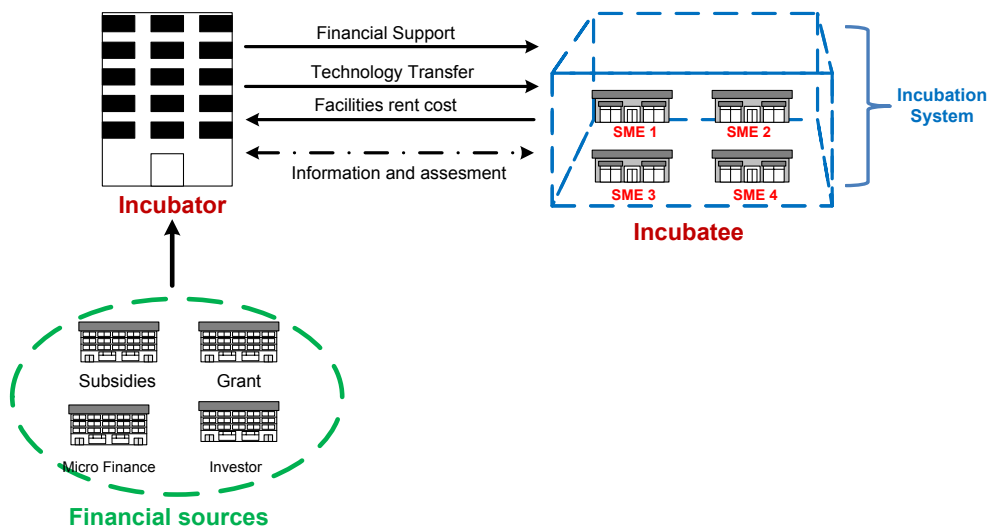 Financial Support
Technology Transfer
Facilities rent cost
Information and assesment
Incubator
SME 1
SME 2
SME 3
SME 4
Incubatee
Incubation
System
Subsidies
Grant
Micro Finance
Investor
Financial sources